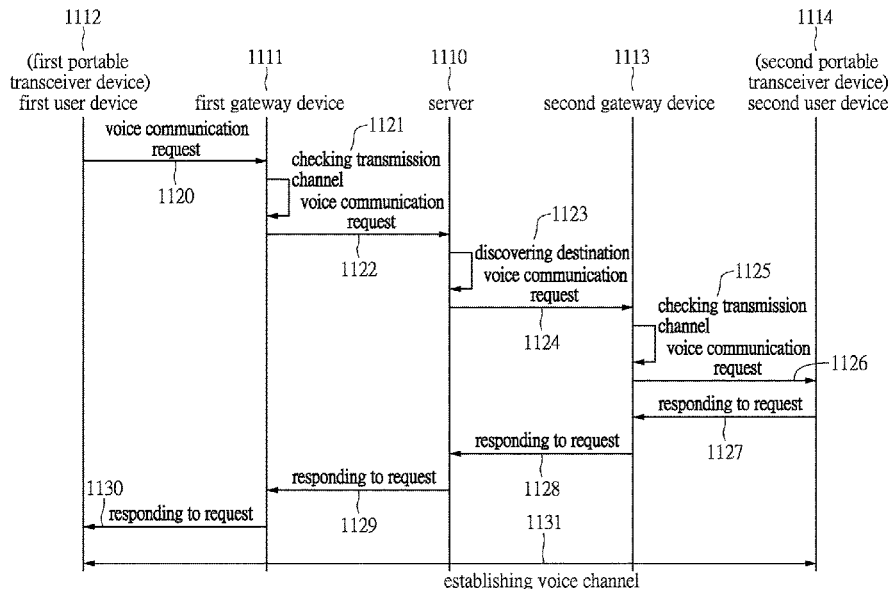 1112
1111
1110
1113
1114
(first portable
transceiver device)
first user device
first gateway device
server
second gateway device
(second portable
transceiver device)
second user device
voice communication
request
1120
1121
checking transmission
channel
voice communication
request
1122
1123
discovering destination
voice communication
request
1124
1125
checking transmission
channel
voice communication
request
1126
responding to request
1127
responding to request
1128
responding to request
1129
1130
responding to request
1131
establishing voice channel